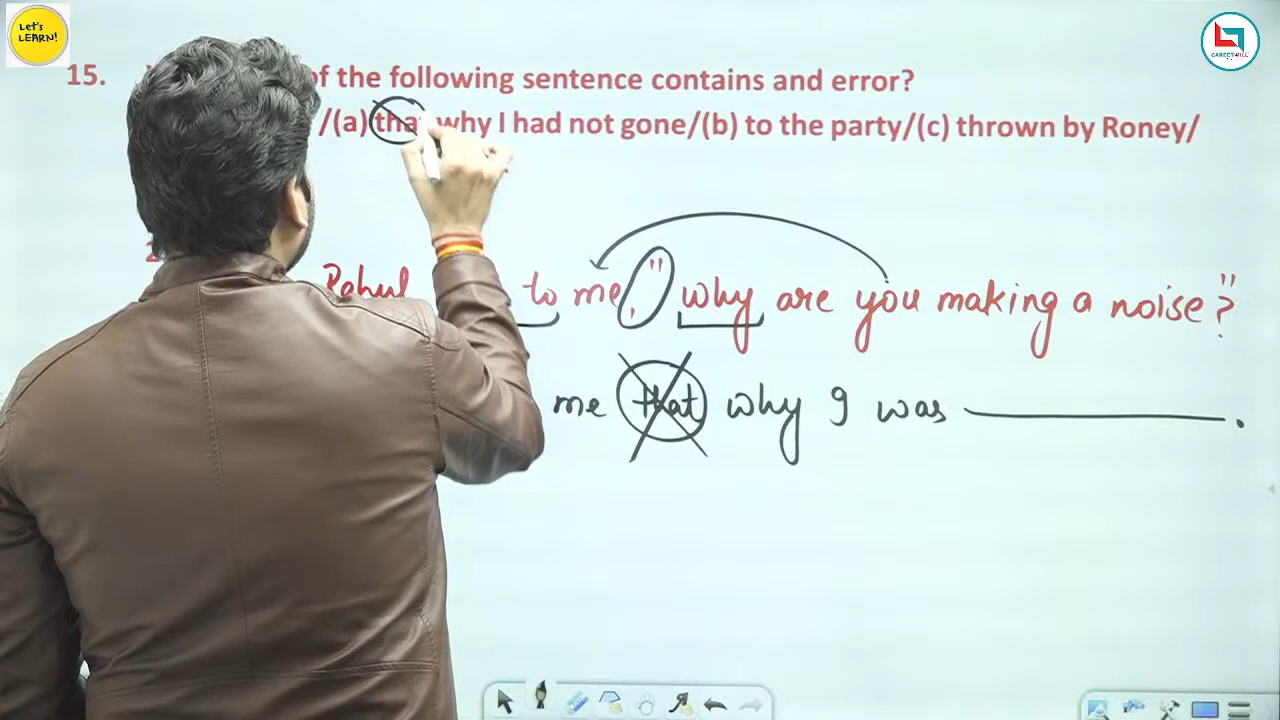 Let's
LEARN!
CAREERWILL
15. of the following sentence contains and error?
/(a) that why I had not gone/(b) to the party/(c) thrown by Roney/
Rahul to me, " why are you making a noise"?
me that why I was .